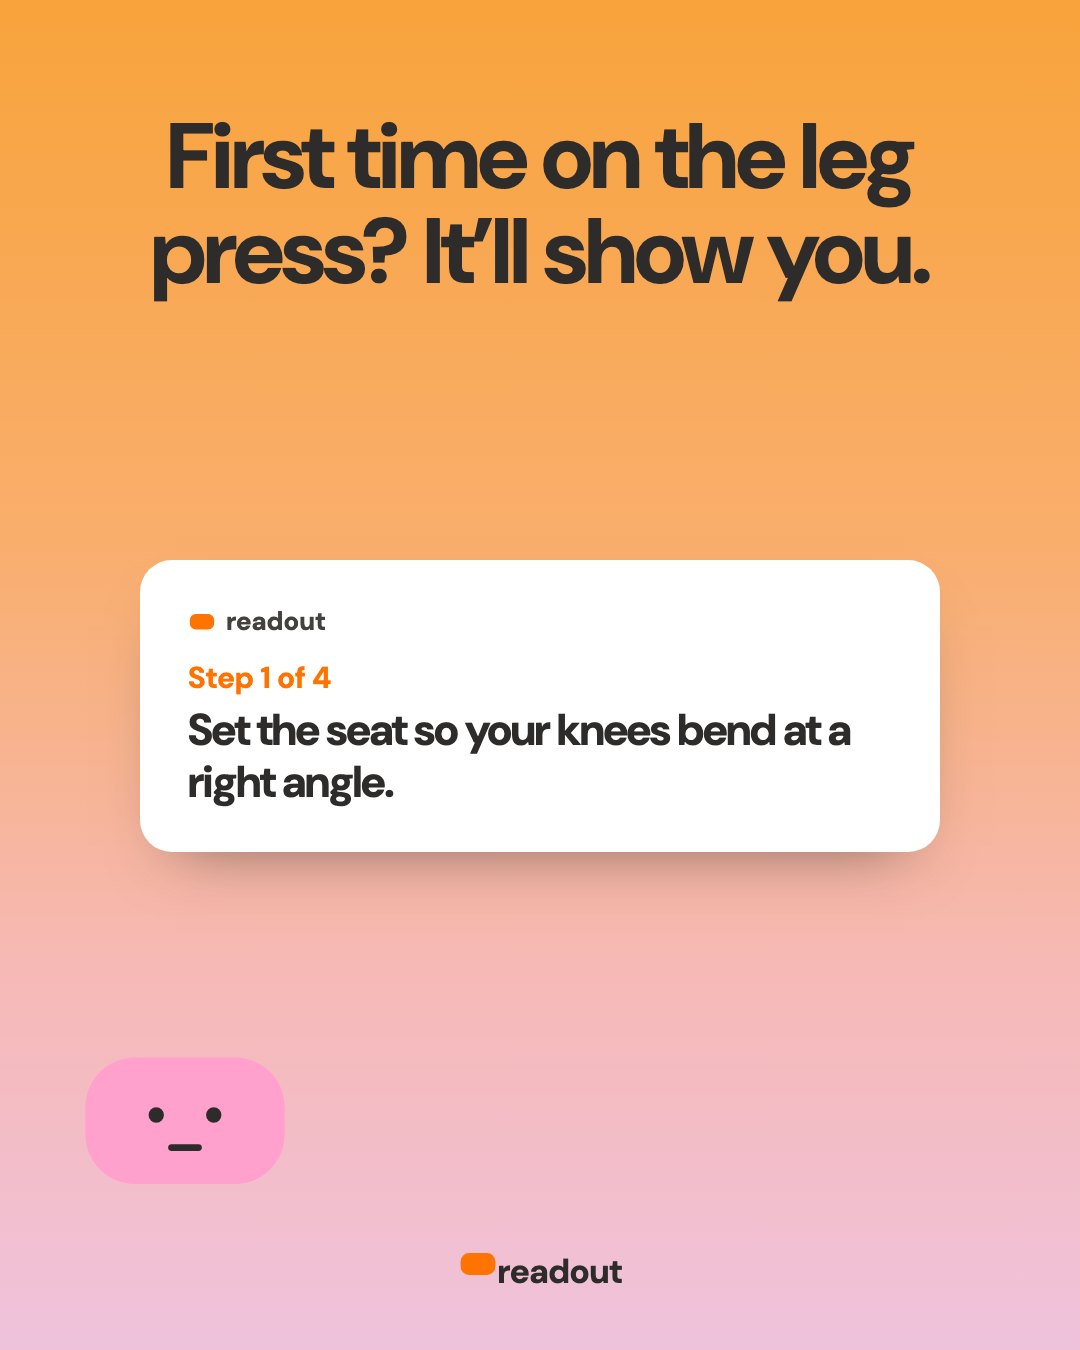 First time on the leg
press? It’ll show you.
readout
Step 1 of 4
Set the seat so your knees bend at a
right angle.
readout